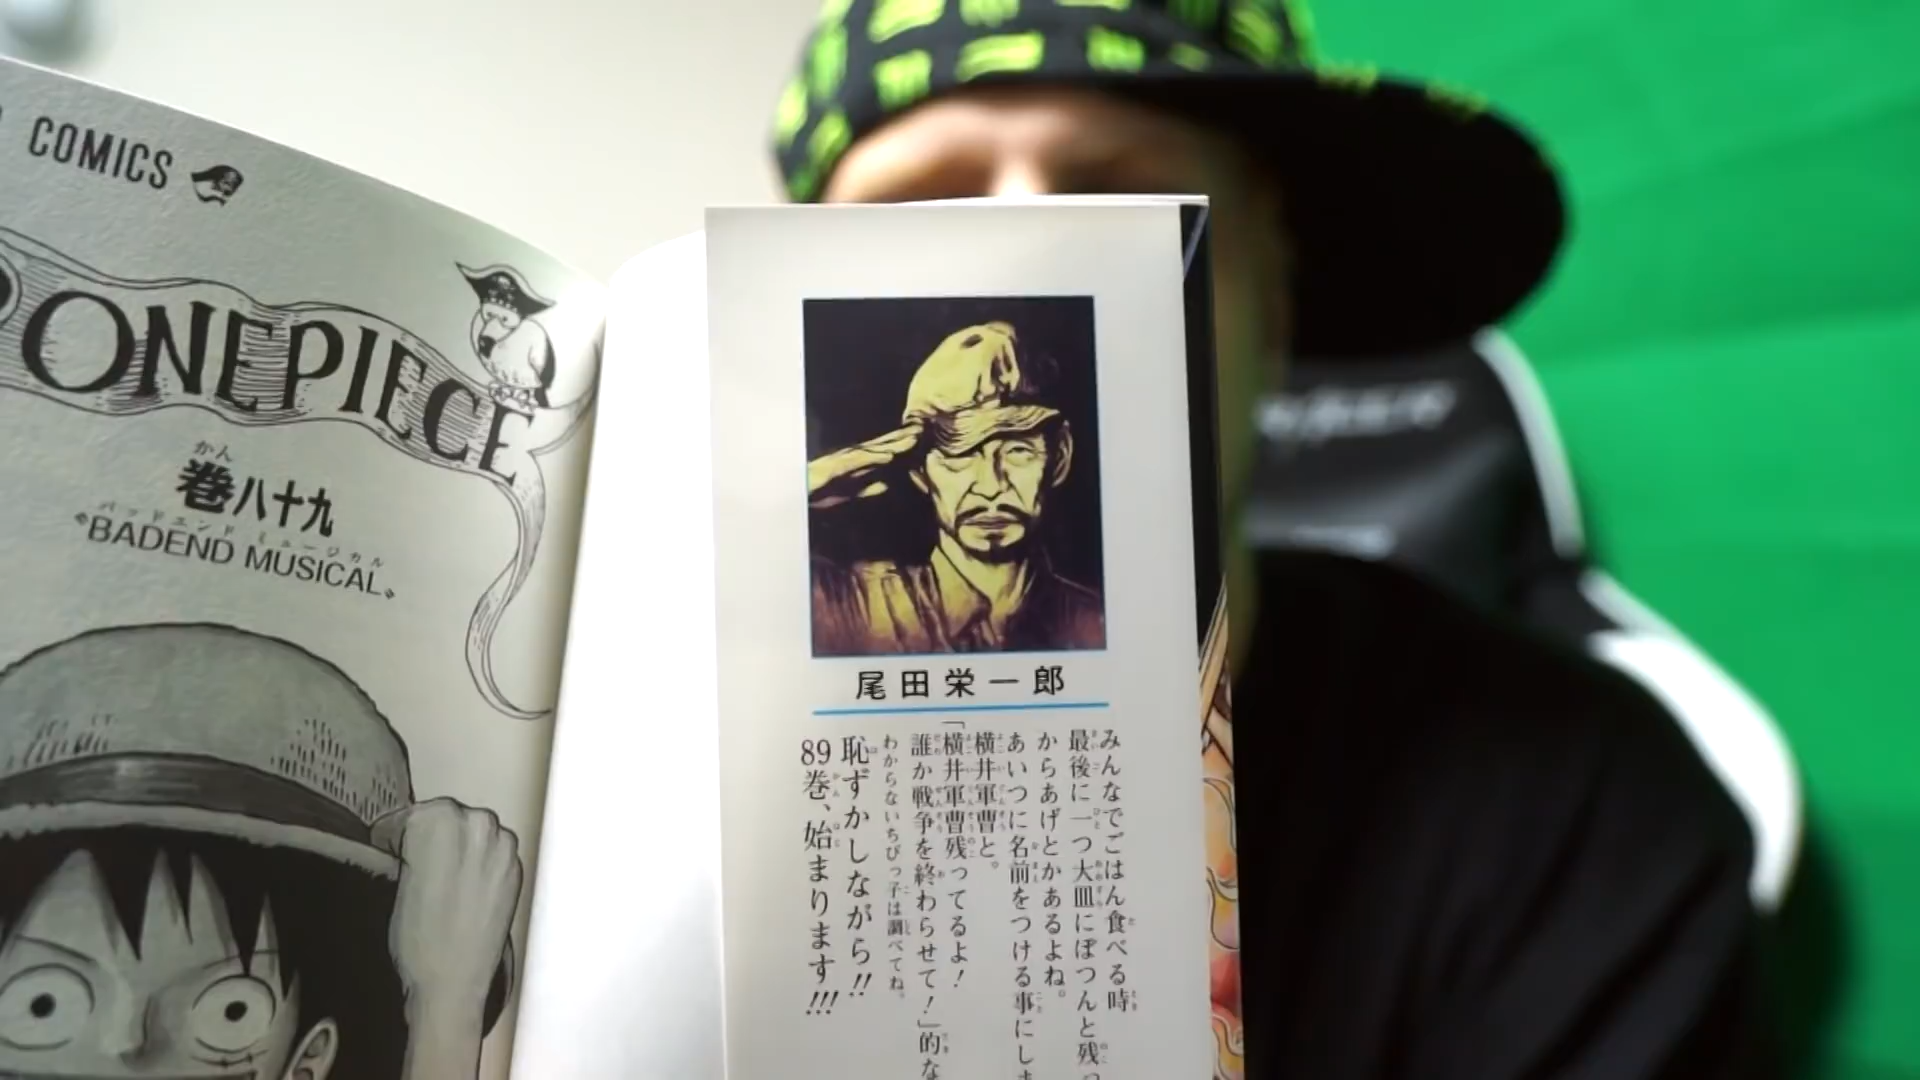 COMICS
ONE PIECE
かん
巻八十九
バッドエンド ミュージカル
“BADEND MUSICAL”
尾田栄一郎
みんなでごはん食べる時
最後に一つ大皿にぽつんと残っ
からあげとかあるよね。
あいつに名前をつける事にしま
横井軍曹と。
「横井軍曹残ってるよ!
誰か戦争を終わらせて!」的な
わからないちびっ子は調べてね。
恥ずかしながら!!
89巻、始まります!!!